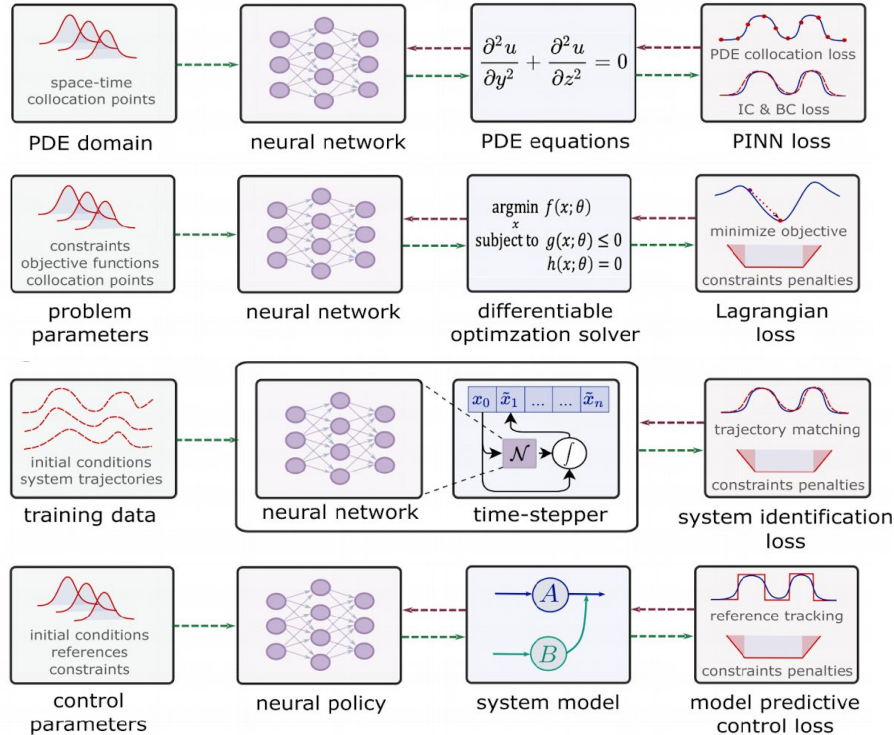 space-time
collocation points
PDE domain
neural network
∂²u/∂y² + ∂²u/∂z² = 0
PDE equations
PDE collocation loss
IC & BC loss
PINN loss
constraints
objective functions
collocation points
problem
parameters
neural network
argmin f(x;θ)
x
subject to g(x;θ) ≤ 0
h(x;θ) = 0
differentiable
optimzation solver
minimize objective
constraints penalties
Lagrangian
loss
initial conditions
system trajectories
training data
neural network
x₀ x̃₁ ... ... x̃ₙ
𝒩 ∫
time-stepper
trajectory matching
constraints penalties
system identification
loss
initial conditions
references
constraints
control
parameters
neural policy
A
B
system model
reference tracking
constraints penalties
model predictive
control loss